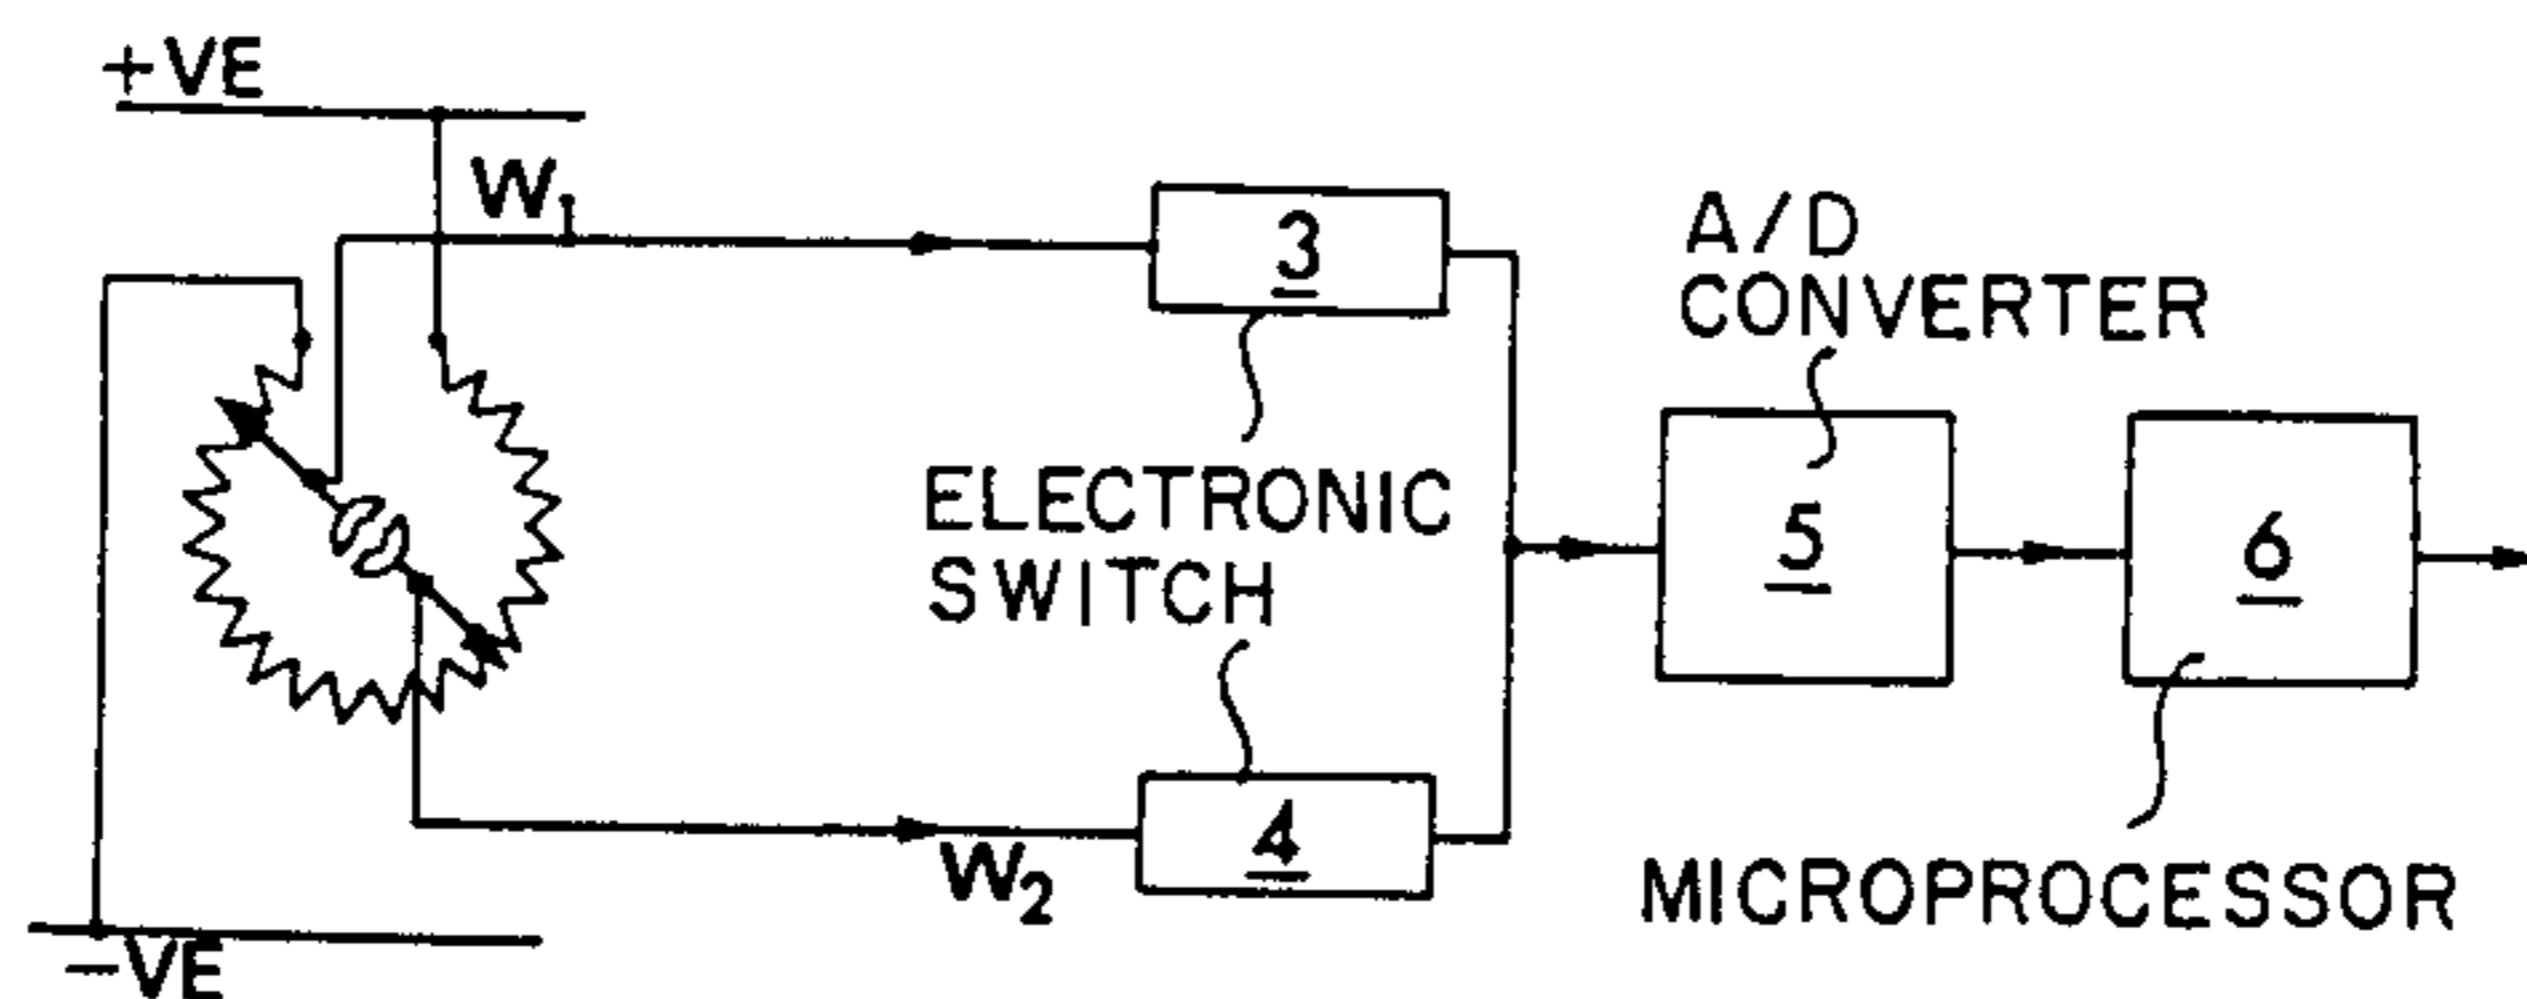 +VE
W1
3
A/D
CONVERTER
ELECTRONIC
SWITCH
5
6
4
W2
MICROPROCESSOR
-VE